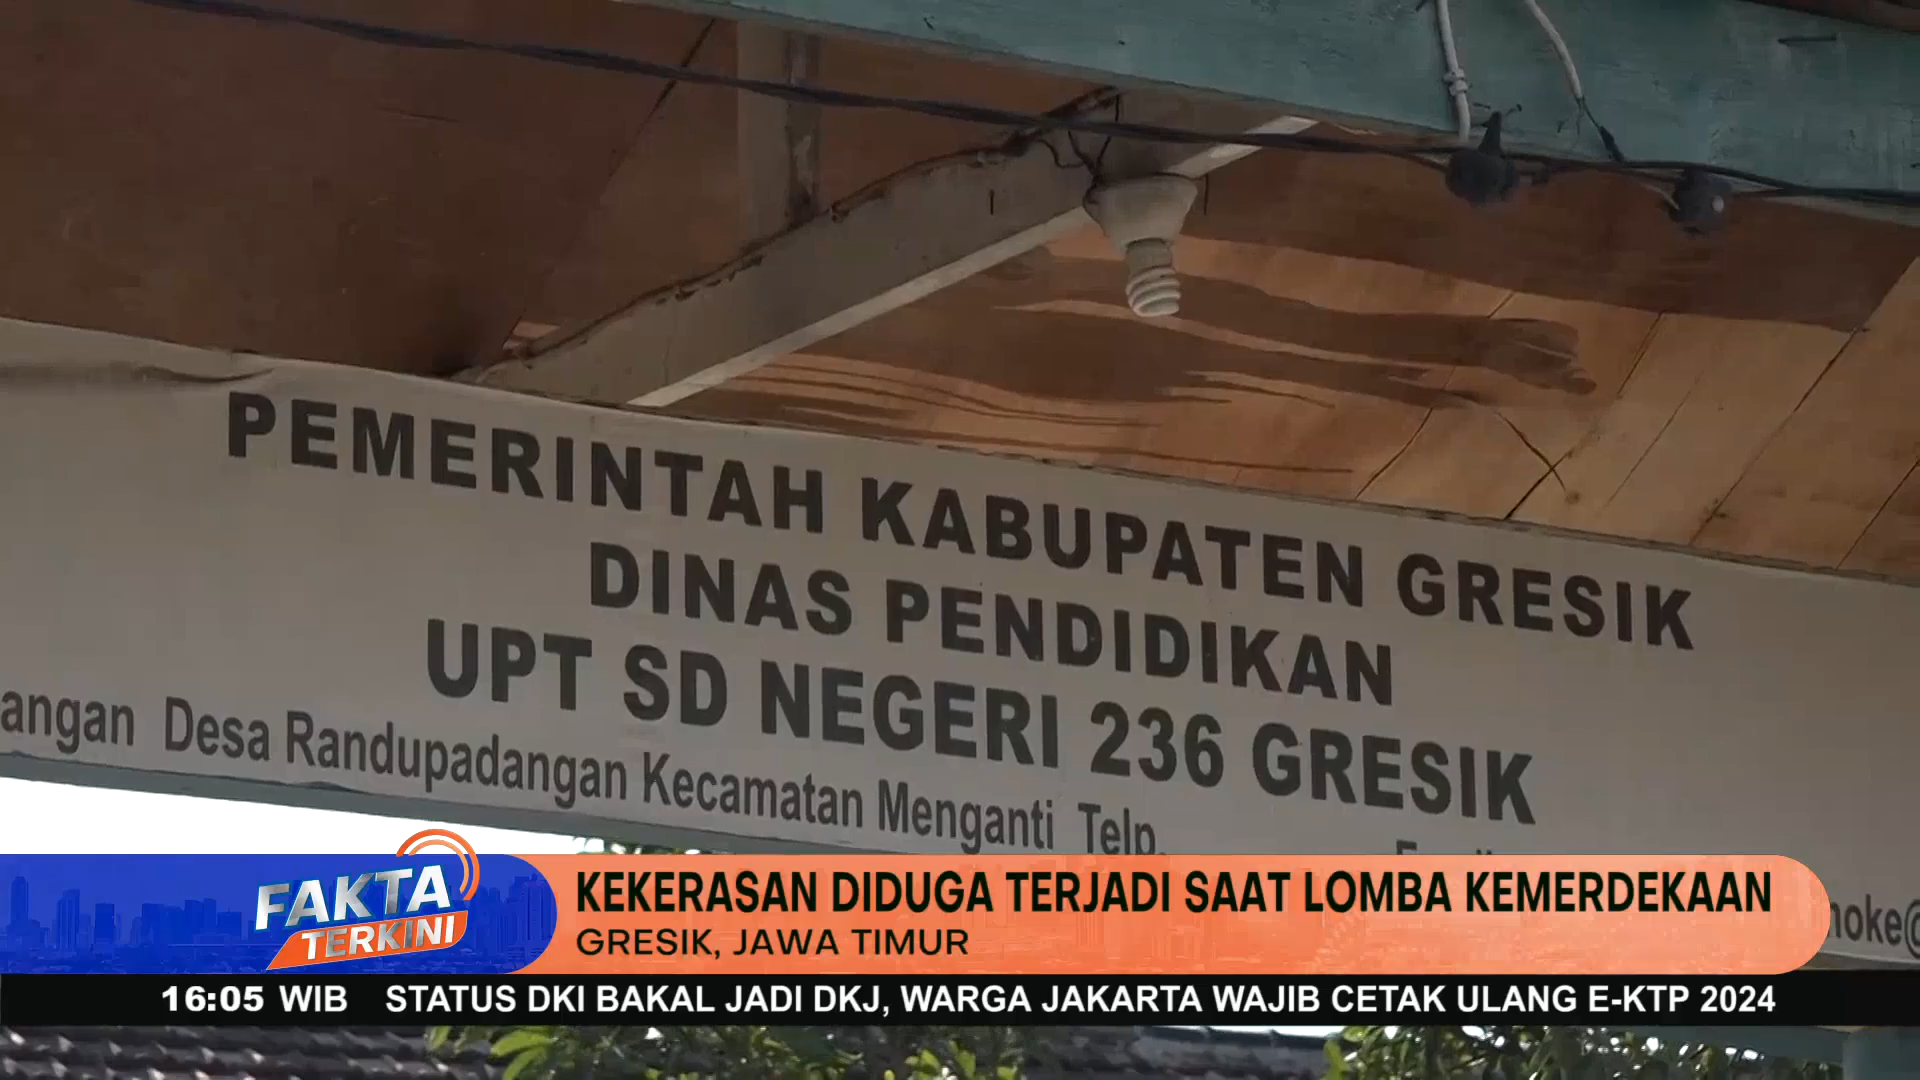 PEMERINTAH KABUPATEN GRESIK
DINAS PENDIDIKAN
UPT SD NEGERI 236 GRESIK
angan Desa Randupadangan Kecamatan Menganti Telp.
noke@
FAKTA
TERKINI
KEKERASAN DIDUGA TERJADI SAAT LOMBA KEMERDEKAAN
GRESIK, JAWA TIMUR
16:05 WIB STATUS DKI BAKAL JADI DKJ, WARGA JAKARTA WAJIB CETAK ULANG E-KTP 2024